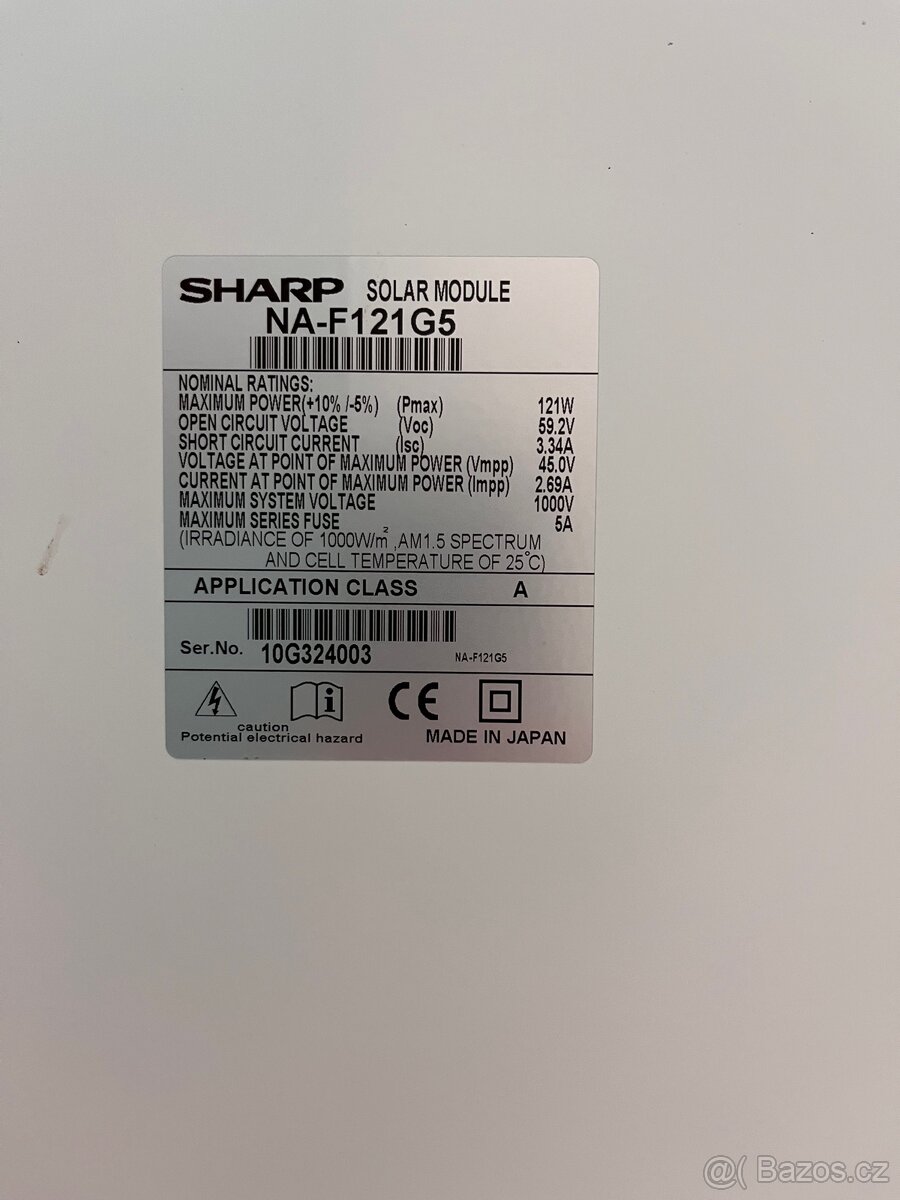 SHARP SOLAR MODULE
NA-F121G5
NOMINAL RATINGS:
MAXIMUM POWER(+10% /-5%) (Pmax) 121W
OPEN CIRCUIT VOLTAGE (Voc) 59.2V
SHORT CIRCUIT CURRENT (Isc) 3.34A
VOLTAGE AT POINT OF MAXIMUM POWER (Vmpp) 45.0V
CURRENT AT POINT OF MAXIMUM POWER (Impp) 2.69A
MAXIMUM SYSTEM VOLTAGE 1000V
MAXIMUM SERIES FUSE 5A
(IRRADIANCE OF 1000W/m² ,AM1.5 SPECTRUM
AND CELL TEMPERATURE OF 25°C)
APPLICATION CLASS A
Ser.No. 10G324003 NA-F121G5
CE
caution
Potential electrical hazard MADE IN JAPAN
@( Bazos.cz